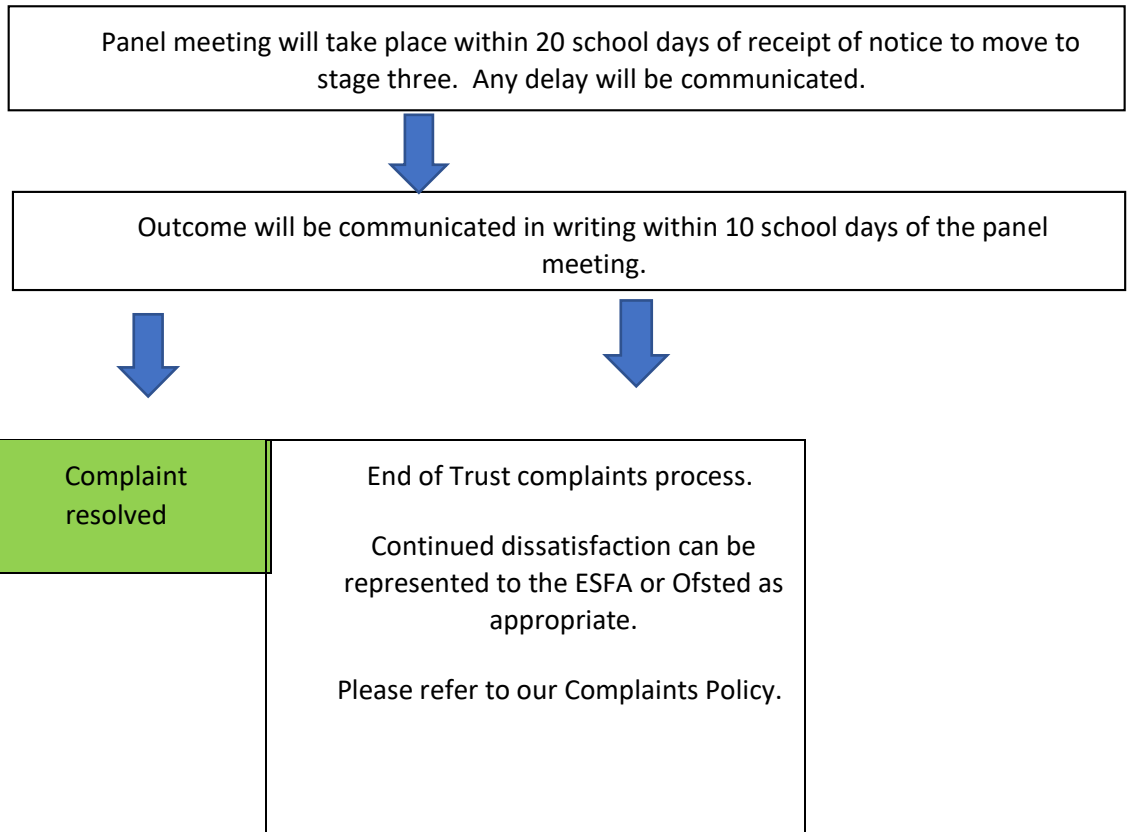 Panel meeting will take place within 20 school days of receipt of notice to move to
stage three.  Any delay will be communicated.
Outcome will be communicated in writing within 10 school days of the panel
meeting.
Complaint
resolved
End of Trust complaints process.
Continued dissatisfaction can be
represented to the ESFA or Ofsted as
appropriate.
Please refer to our Complaints Policy.